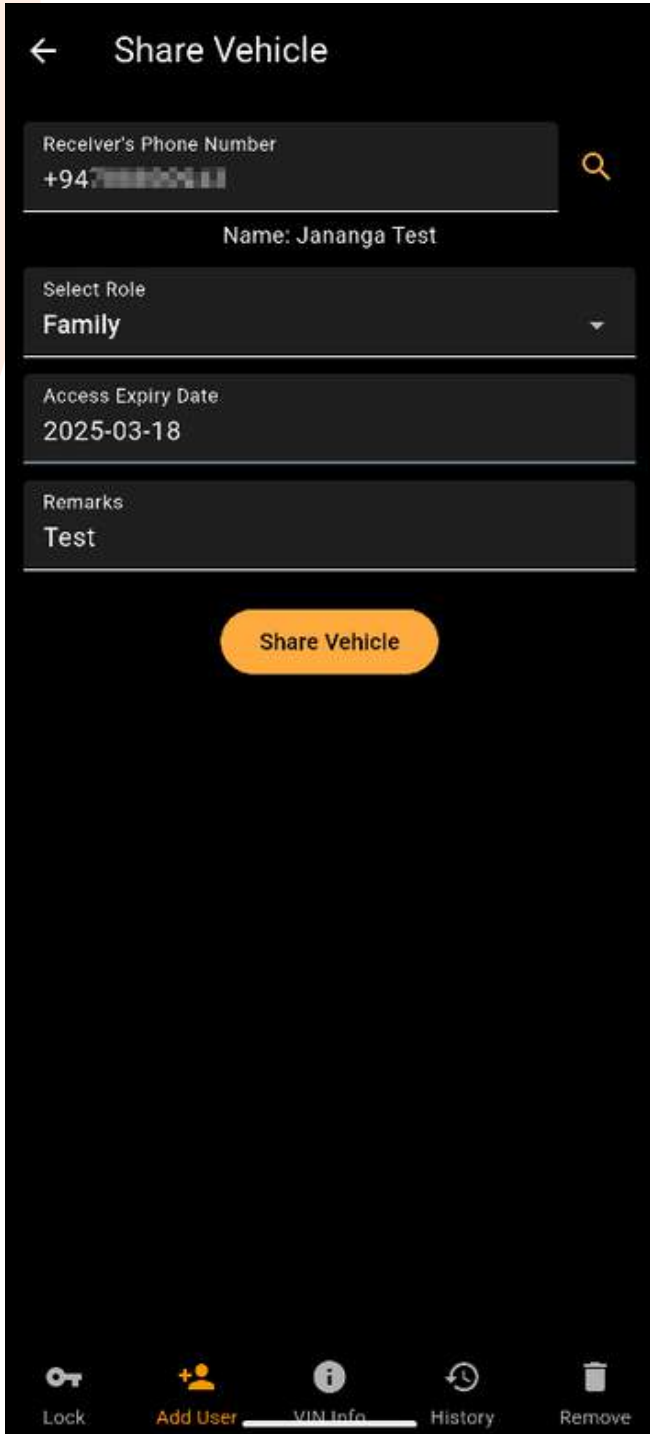 Share Vehicle
Receiver's Phone Number
+94
Name: Jananga Test
Select Role
Family
Access Expiry Date
2025-03-18
Remarks
Test
Share Vehicle
Lock Add User VIN Info History Remove